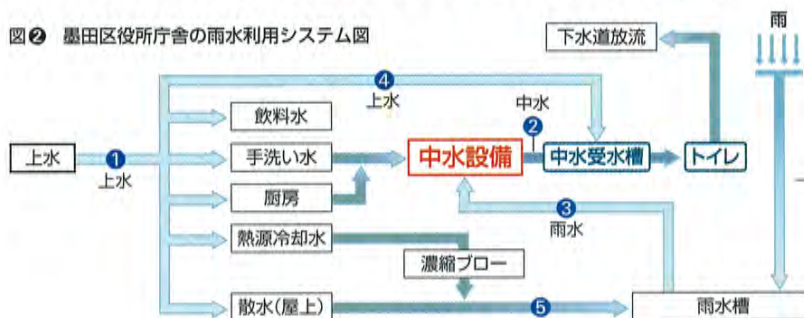 図❷ 墨田区役所庁舎の雨水利用システム図
雨
下水道放流
❹
上水
中水
❷
飲料水
上水
❶
上水
手洗い水
中水設備
中水受水槽
トイレ
厨房
❸
雨水
熱源冷却水
濃縮ブロー
散水(屋上)
❺
雨水槽